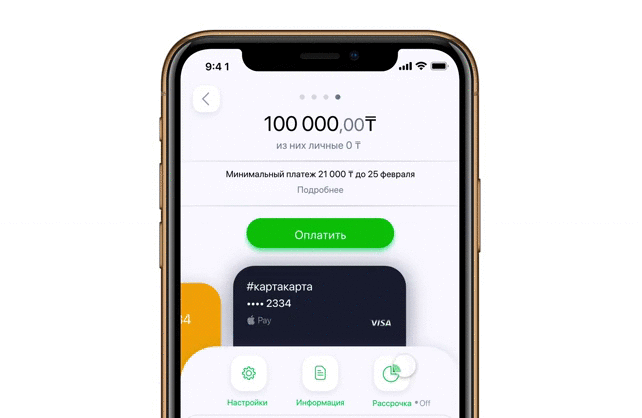 9:41
100 000,00₸
из них личные 0 ₸
Минимальный платеж 21 000 ₸ до 25 февраля
Подробнее
Оплатить
#картакарта
•••• 2334
Pay
VISA
34
Настройки
Информация
Рассрочка • Off